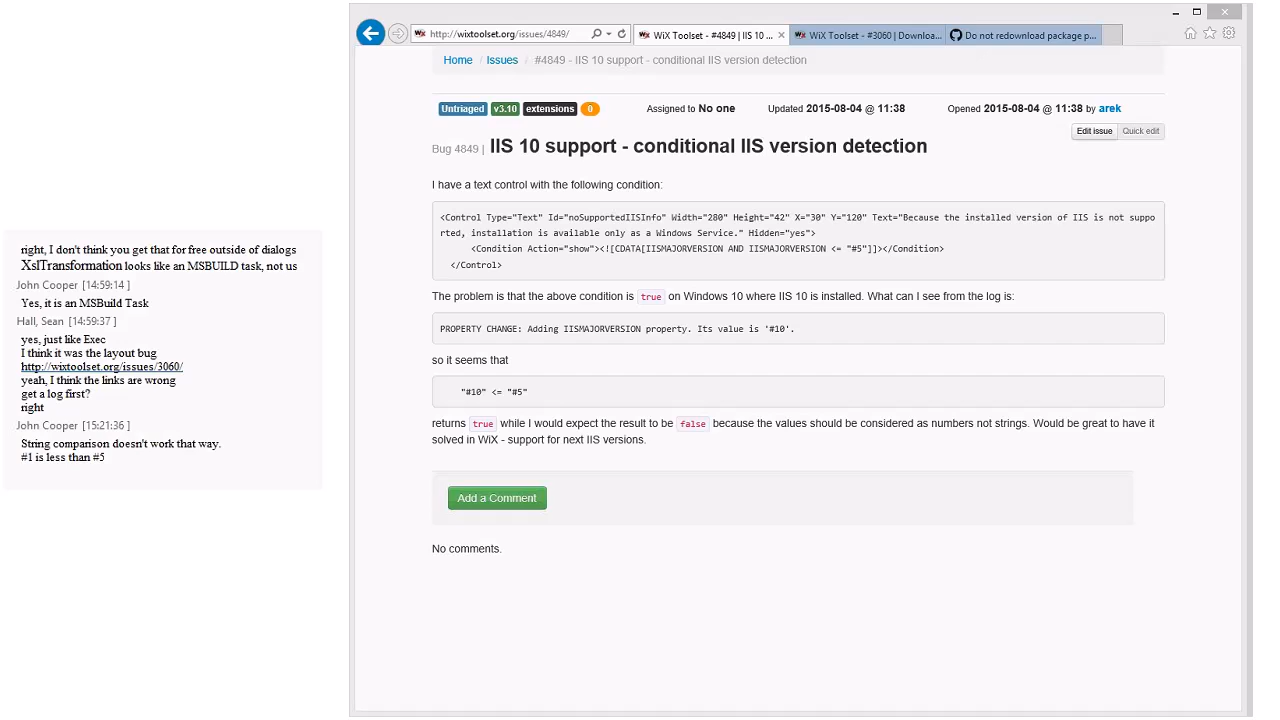 right, I don't think you get that for free outside of dialogs
XslTransformation looks like an MSBUILD task, not us
John Cooper [14:59:14 ]
Yes, it is an MSBuild Task
Hall, Sean [14:59:37 ]
yes, just like Exec
I think it was the layout bug
http://wixtoolset.org/issues/3060/
yeah, I think the links are wrong
get a log first?
right
John Cooper [15:21:36 ]
String comparison doesn't work that way.
#1 is less than #5
http://wixtoolset.org/issues/4849/
WiX Toolset - #4849 | IIS 10 ...
WiX Toolset - #3060 | Downloa...
Do not redownload package p...
Home / Issues / #4849 - IIS 10 support - conditional IIS version detection
Untriaged v3.10 extensions 0 Assigned to No one Updated 2015-08-04 @ 11:38 Opened 2015-08-04 @ 11:38 by arek
Edit issue Quick edit
Bug 4849 | IIS 10 support - conditional IIS version detection
I have a text control with the following condition:
<Control Type="Text" Id="noSupportedIISInfo" Width="280" Height="42" X="30" Y="120" Text="Because the installed version of IIS is not suppo
rted, installation is available only as a Windows Service." Hidden="yes">
<Condition Action="show"><![CDATA[IISMAJORVERSION AND IISMAJORVERSION <= "#5"]]></Condition>
</Control>
The problem is that the above condition is true on Windows 10 where IIS 10 is installed. What can I see from the log is:
PROPERTY CHANGE: Adding IISMAJORVERSION property. Its value is '#10'.
so it seems that
"#10" <= "#5"
returns true while I would expect the result to be false because the values should be considered as numbers not strings. Would be great to have it
solved in WiX - support for next IIS versions.
Add a Comment
No comments.